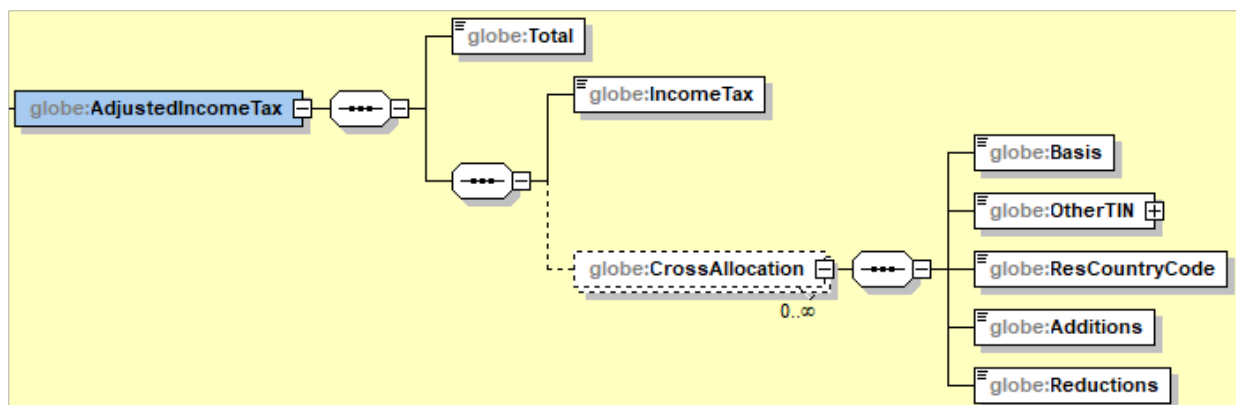 globe:Total
globe:AdjustedIncomeTax
globe:IncomeTax
globe:Basis
globe:OtherTIN
globe:CrossAllocation
globe:ResCountryCode
0..∞
globe:Additions
globe:Reductions